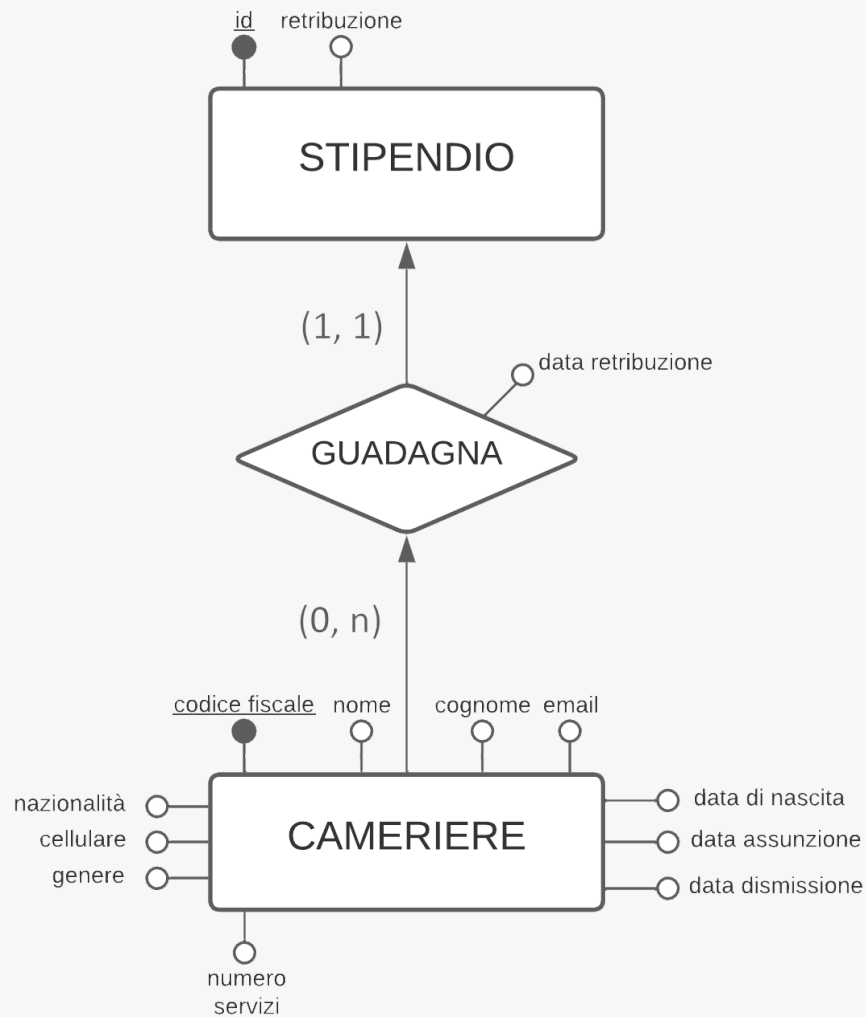 id
retribuzione
STIPENDIO
(1, 1)
data retribuzione
GUADAGNA
(0, n)
codice fiscale
nome
cognome
email
nazionalità
cellulare
genere
CAMERIERE
data di nascita
data assunzione
data dismissione
numero
servizi